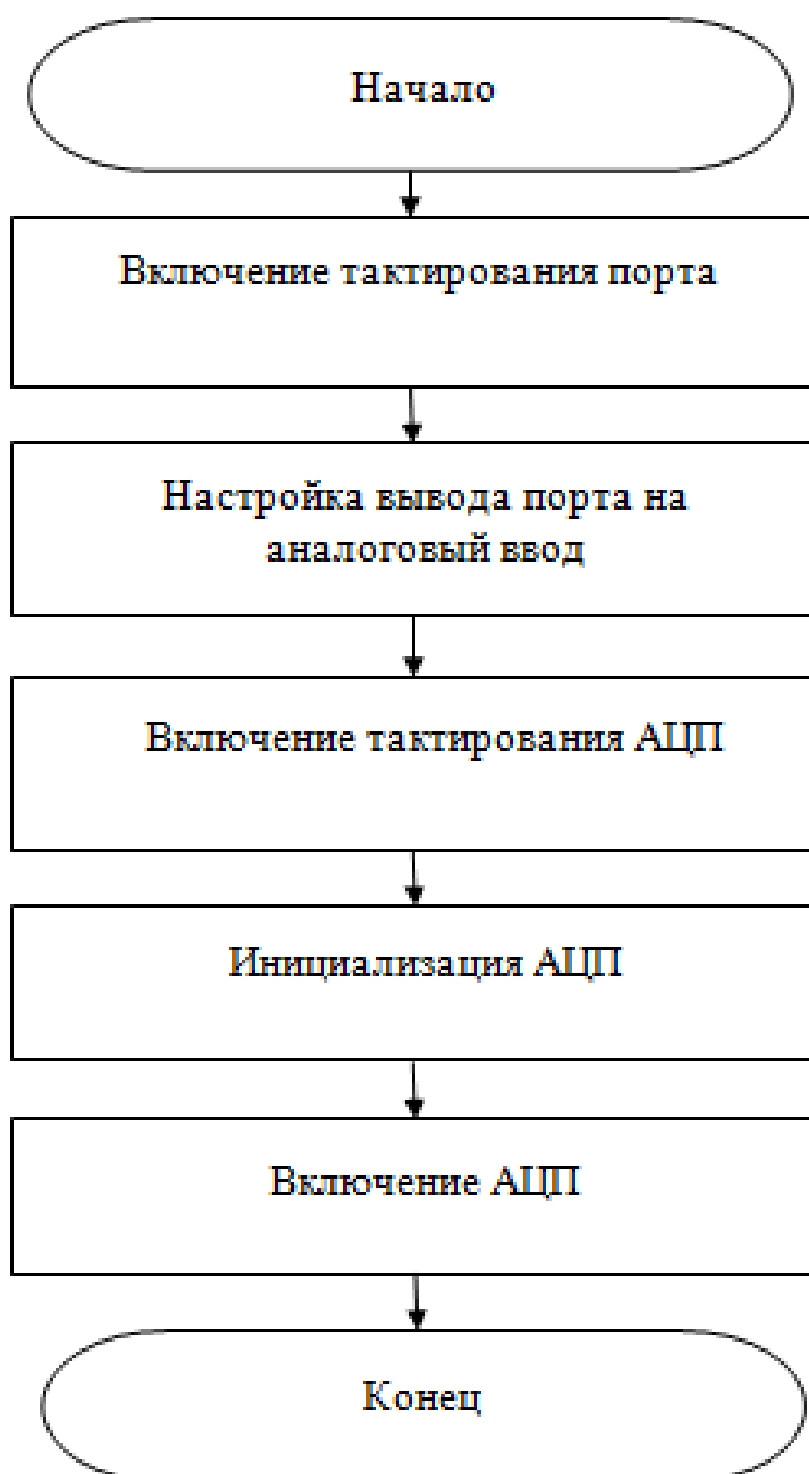 Начало
Включение тактирования порта
Настройка вывода порта на
аналоговый ввод
Включение тактирования АЦП
Инициализация АЦП
Включение АЦП
Конец